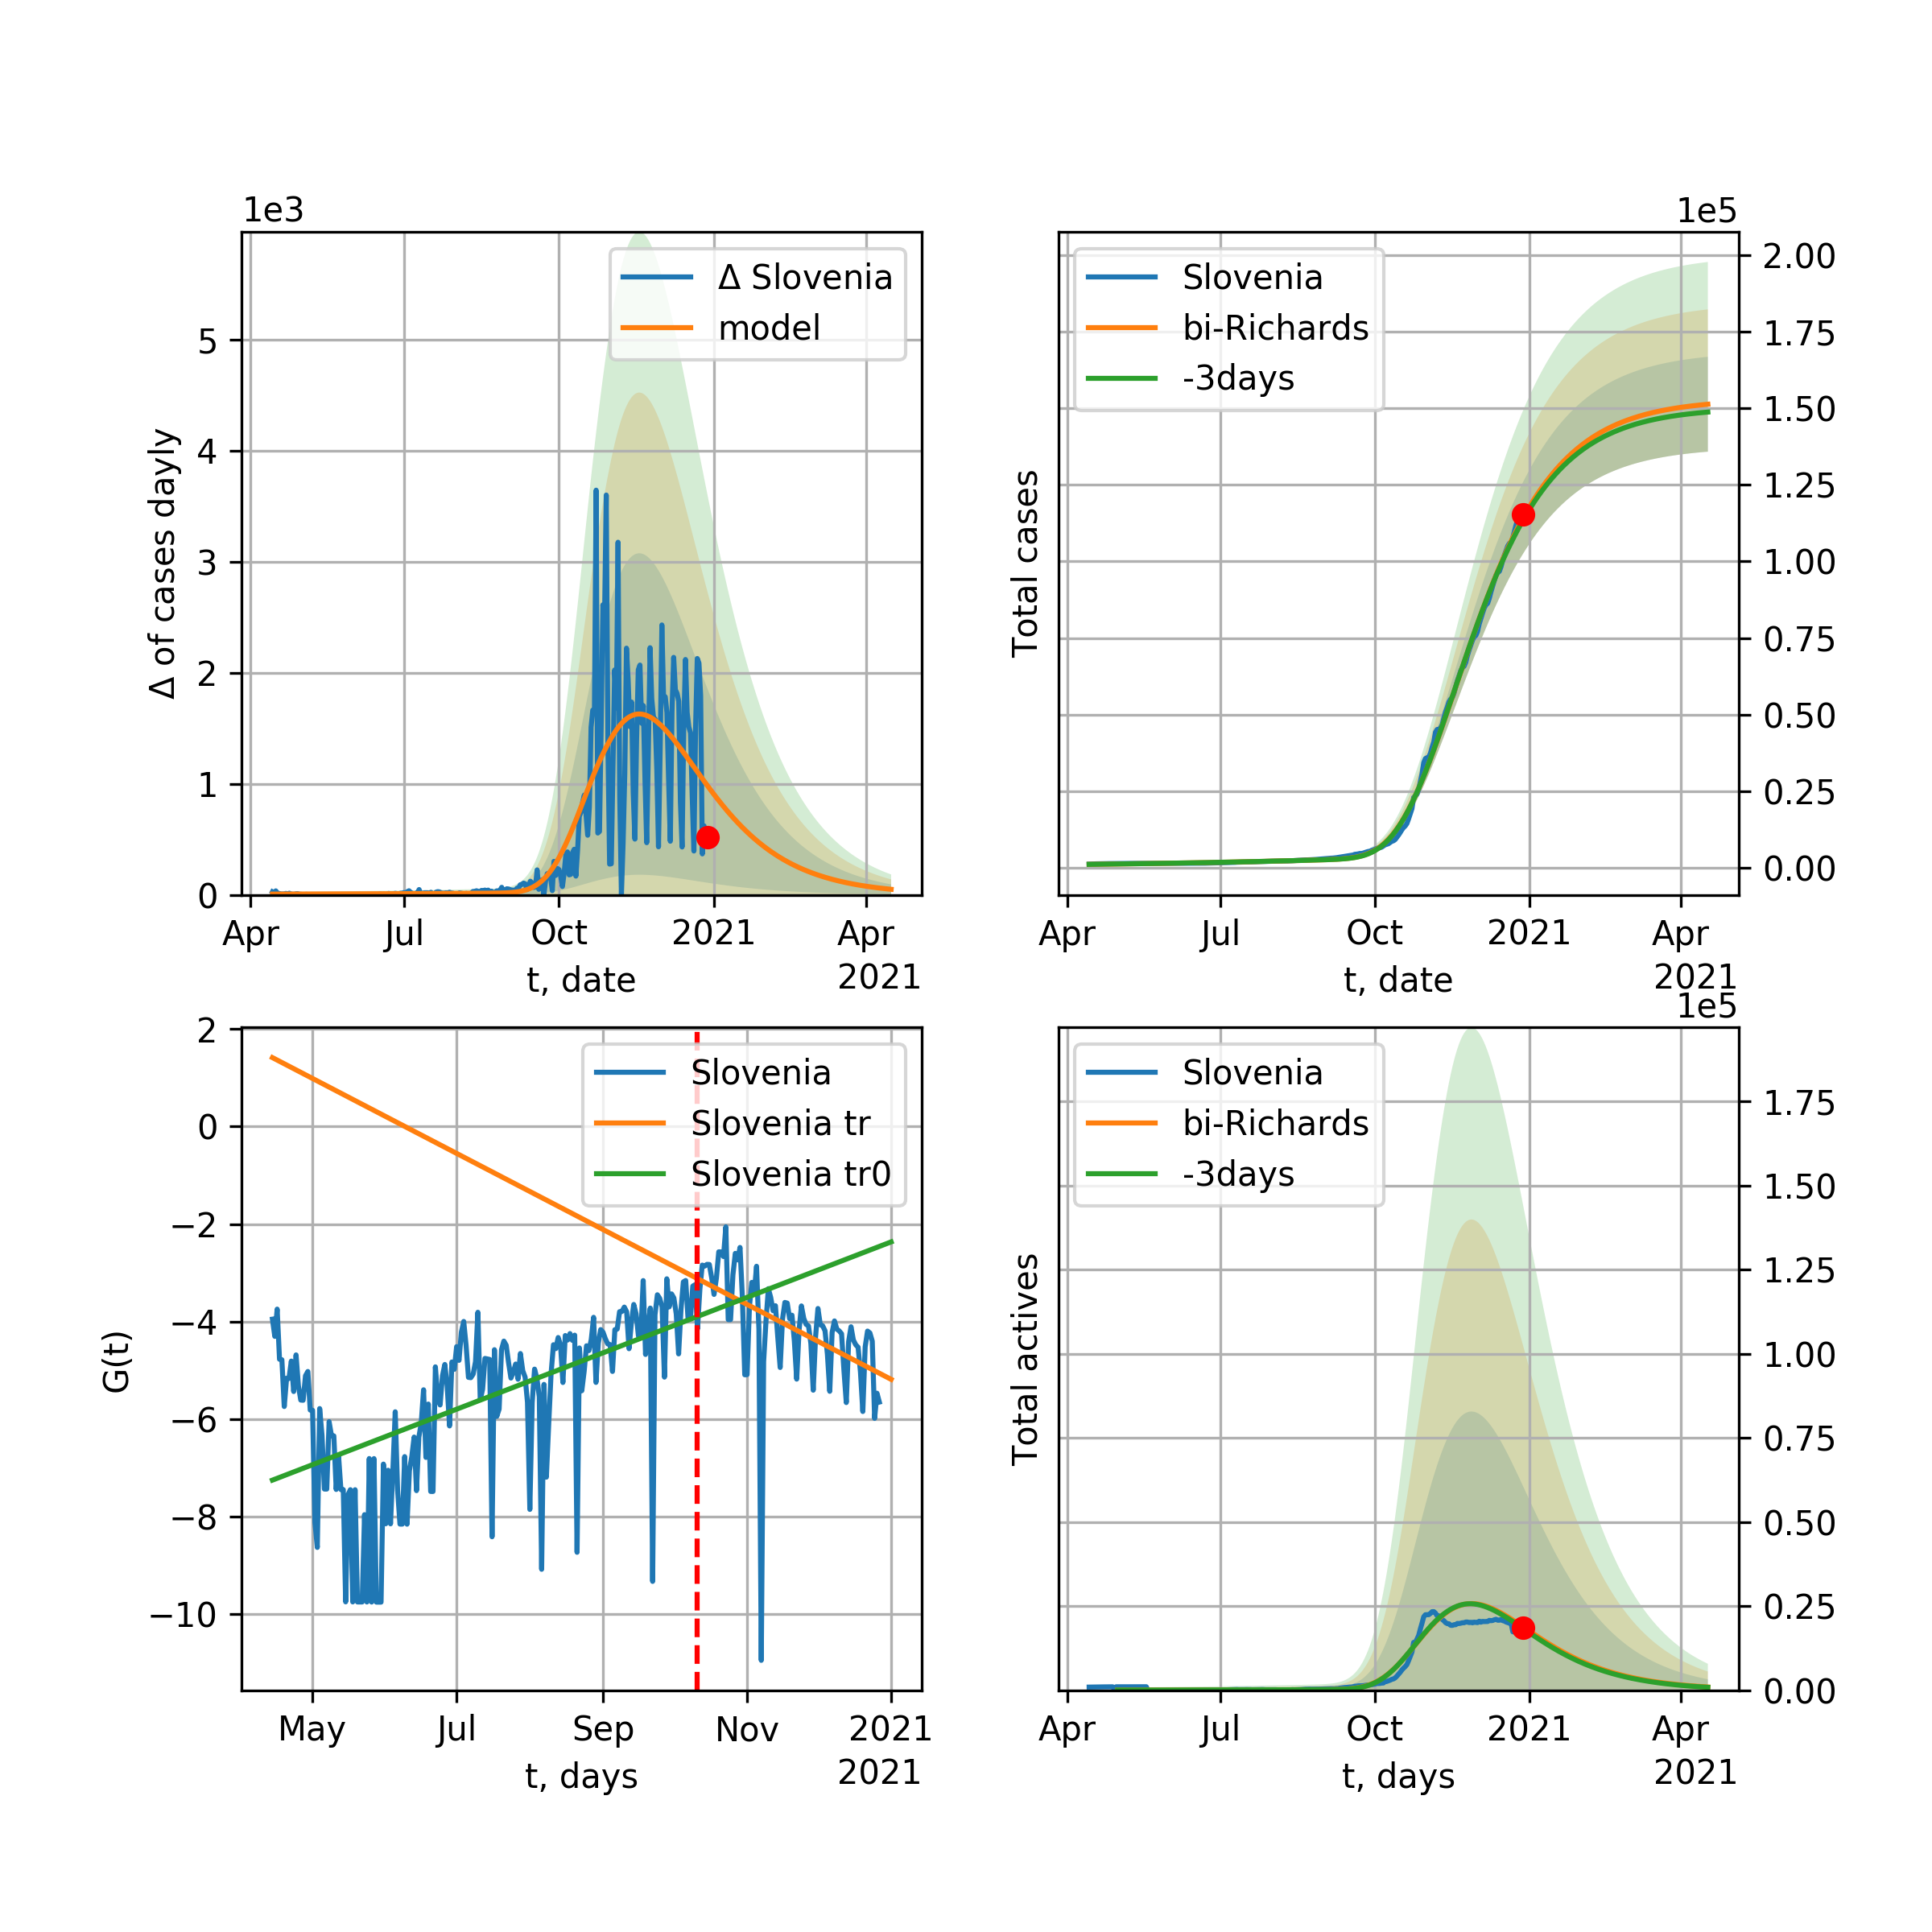 1e3
Δ of cases dayly
5
4
3
2
1
0
Δ Slovenia
model
Apr
Jul
Oct
2021
Apr
t, date
2021
1e5
Total cases
Slovenia
bi-Richards
-3days
2.00
1.75
1.50
1.25
1.00
0.75
0.50
0.25
0.00
Apr
Jul
Oct
2021
Apr
t, date
2021
G(t)
2
0
−2
−4
−6
−8
−10
Slovenia
Slovenia tr
Slovenia tr0
May
Jul
Sep
Nov
2021
t, days
2021
1e5
Total actives
Slovenia
bi-Richards
-3days
1.75
1.50
1.25
1.00
0.75
0.50
0.25
0.00
Apr
Jul
Oct
2021
Apr
t, days
2021